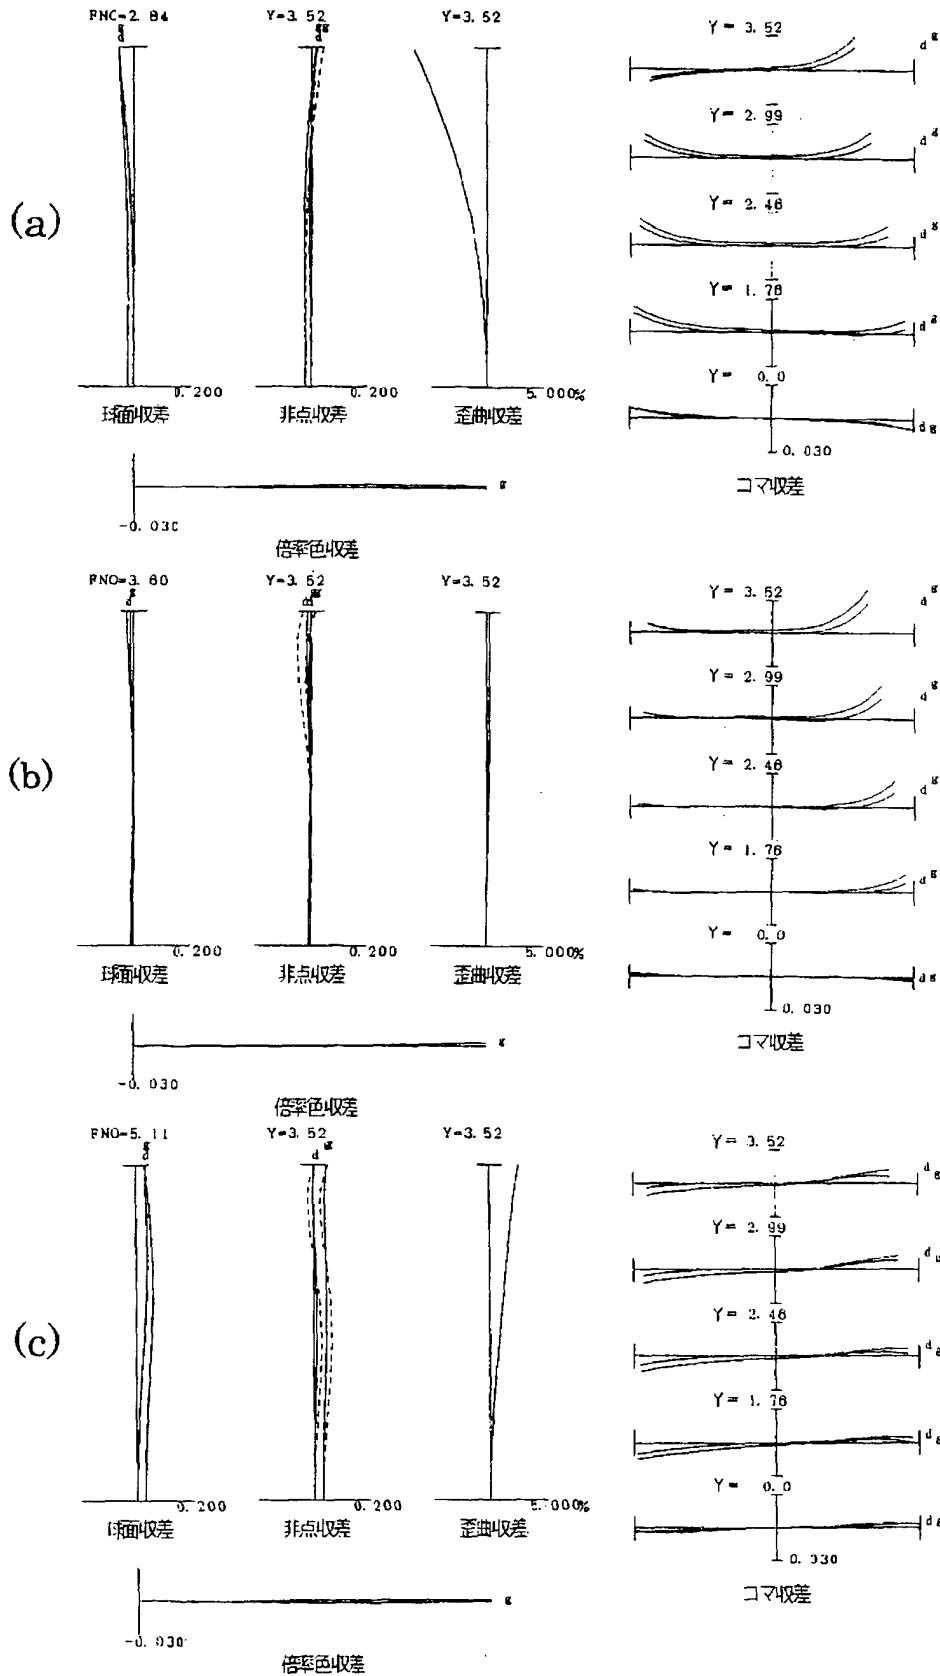 (a)
FNC=2.84
d g
0.200
球面収差
Y=3.52
d g
0.200
非点収差
Y=3.52
5.000%
歪曲収差
g
-0.030
倍率色収差
Y= 3.52
d g
Y= 2.99
d g
Y= 2.46
d g
Y= 1.76
d g
Y= 0.0
d g
0.030
コマ収差
(b)
FNO=3.60
d g
0.200
球面収差
Y=3.52
0.200
非点収差
Y=3.52
5.000%
歪曲収差
g
-0.030
倍率色収差
Y= 3.52
d g
Y= 2.99
d g
Y= 2.46
d g
Y= 1.76
d g
Y= 0.0
d g
0.030
コマ収差
(c)
FNO=5.11
d g
0.200
球面収差
Y=3.52
d g
0.200
非点収差
Y=3.52
5.000%
歪曲収差
g
-0.030
倍率色収差
Y= 3.52
d g
Y= 2.99
d g
Y= 2.46
d g
Y= 1.76
d g
Y= 0.0
d g
0.030
コマ収差